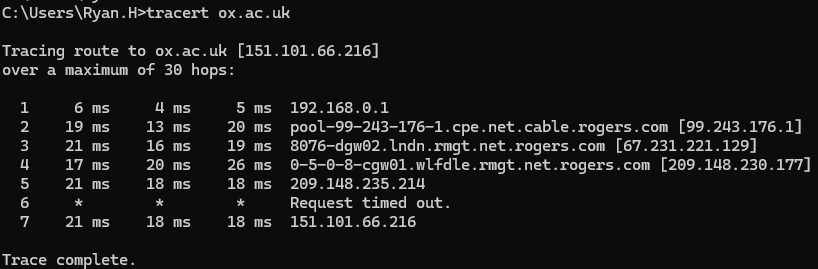 C:\Users\Ryan.H>tracert ox.ac.uk
Tracing route to ox.ac.uk [151.101.66.216]
over a maximum of 30 hops:
1 6 ms 4 ms 5 ms 192.168.0.1
2 19 ms 13 ms 20 ms pool-99-243-176-1.cpe.net.cable.rogers.com [99.243.176.1]
3 21 ms 16 ms 19 ms 8076-dgw02.lndn.rmgt.net.rogers.com [67.231.221.129]
4 17 ms 20 ms 26 ms 0-5-0-8-cgw01.wlfdle.rmgt.net.rogers.com [209.148.230.177]
5 21 ms 18 ms 18 ms 209.148.235.214
6 * * * Request timed out.
7 21 ms 18 ms 18 ms 151.101.66.216
Trace complete.